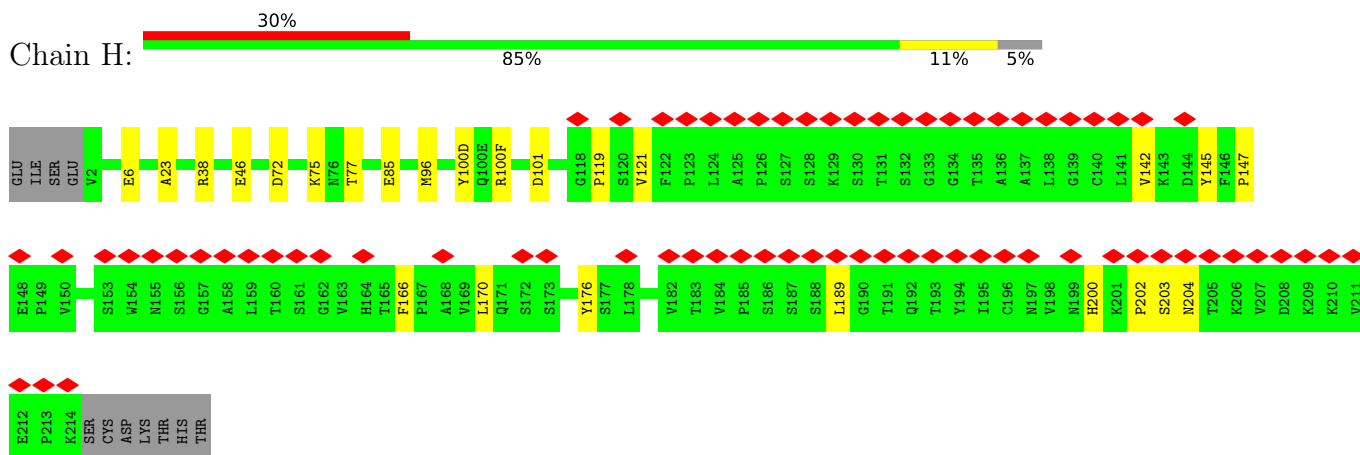 30%
Chain H:
85% 11% 5%
GLU ILE SER GLU V2 E6 A23 R38 E46 D72 K75 N76 T77 E85 M96 Y100D Q100E R100F D101 G118 P119 S120 V121 F122 P123 L124 A125 P126 S127 S128 K129 S130 T131 S132 G133 G134 T135 A136 A137 L138 G139 C140 L141 V142 K143 D144 Y145 F146 P147
E148 P149 V150 S153 W154 N155 S156 G157 A158 L159 T160 S161 G162 V163 H164 T165 F166 P167 A168 V169 L170 Q171 S172 S173 Y176 S177 L178 V182 T183 V184 P185 S186 S187 S188 L189 G190 T191 Q192 T193 Y194 I195 C196 N197 V198 N199 H200 K201 P202 S203 N204 T205 K206 V207 D208 K209 K210 V211
E212 P213 K214 SER CYS ASP LYS THR HIS THR